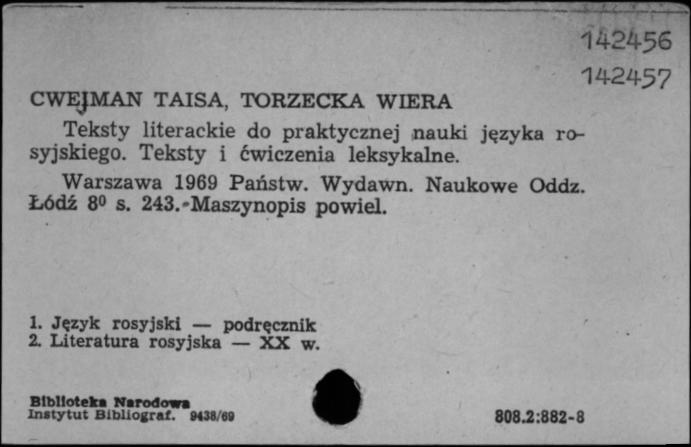 142456
142457
CWEJMAN TAISA, TORZECKA WIERA
Teksty literackie do praktycznej nauki języka ro-
syjskiego. Teksty i ćwiczenia leksykalne.
Warszawa 1969 Państw. Wydawn. Naukowe Oddz.
Łódź 8⁰ s. 243. Maszynopis powiel.
1. Język rosyjski — podręcznik
2. Literatura rosyjska — XX w.
Biblioteka Narodowa
Instytut Bibliograf. 9438/69
808.2:882-8